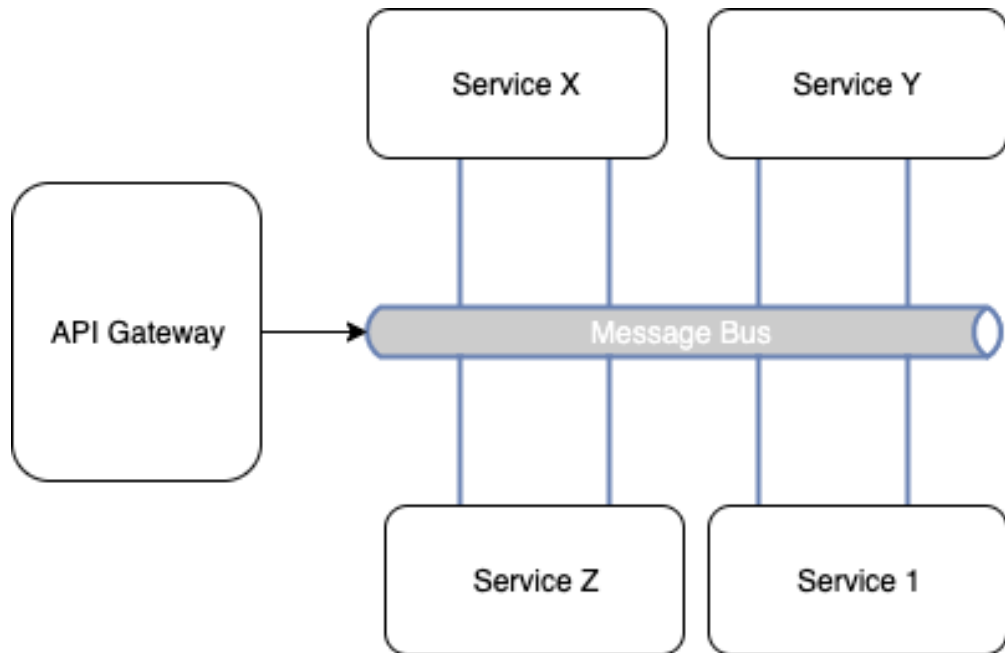 Service X
Service Y
API Gateway
Message Bus
Service Z
Service 1